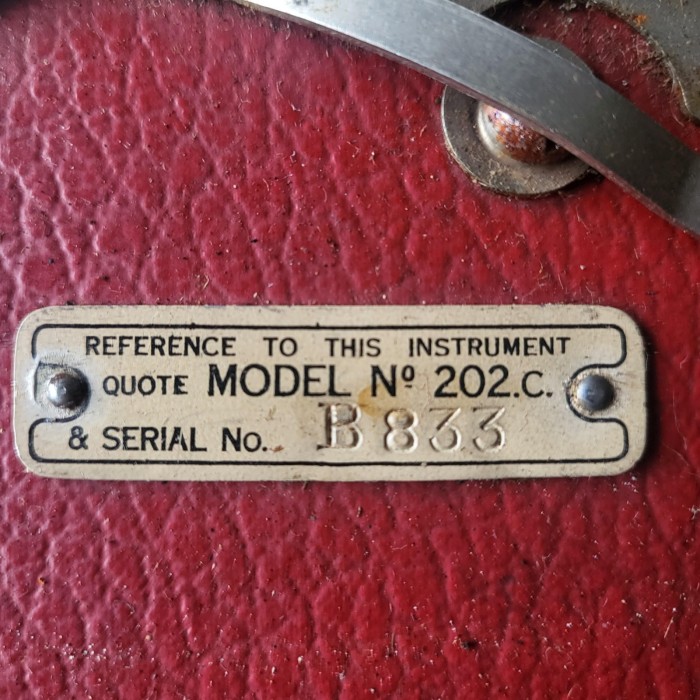 REFERENCE TO THIS INSTRUMENT
QUOTE MODEL Nº 202.C.
& SERIAL No. B833